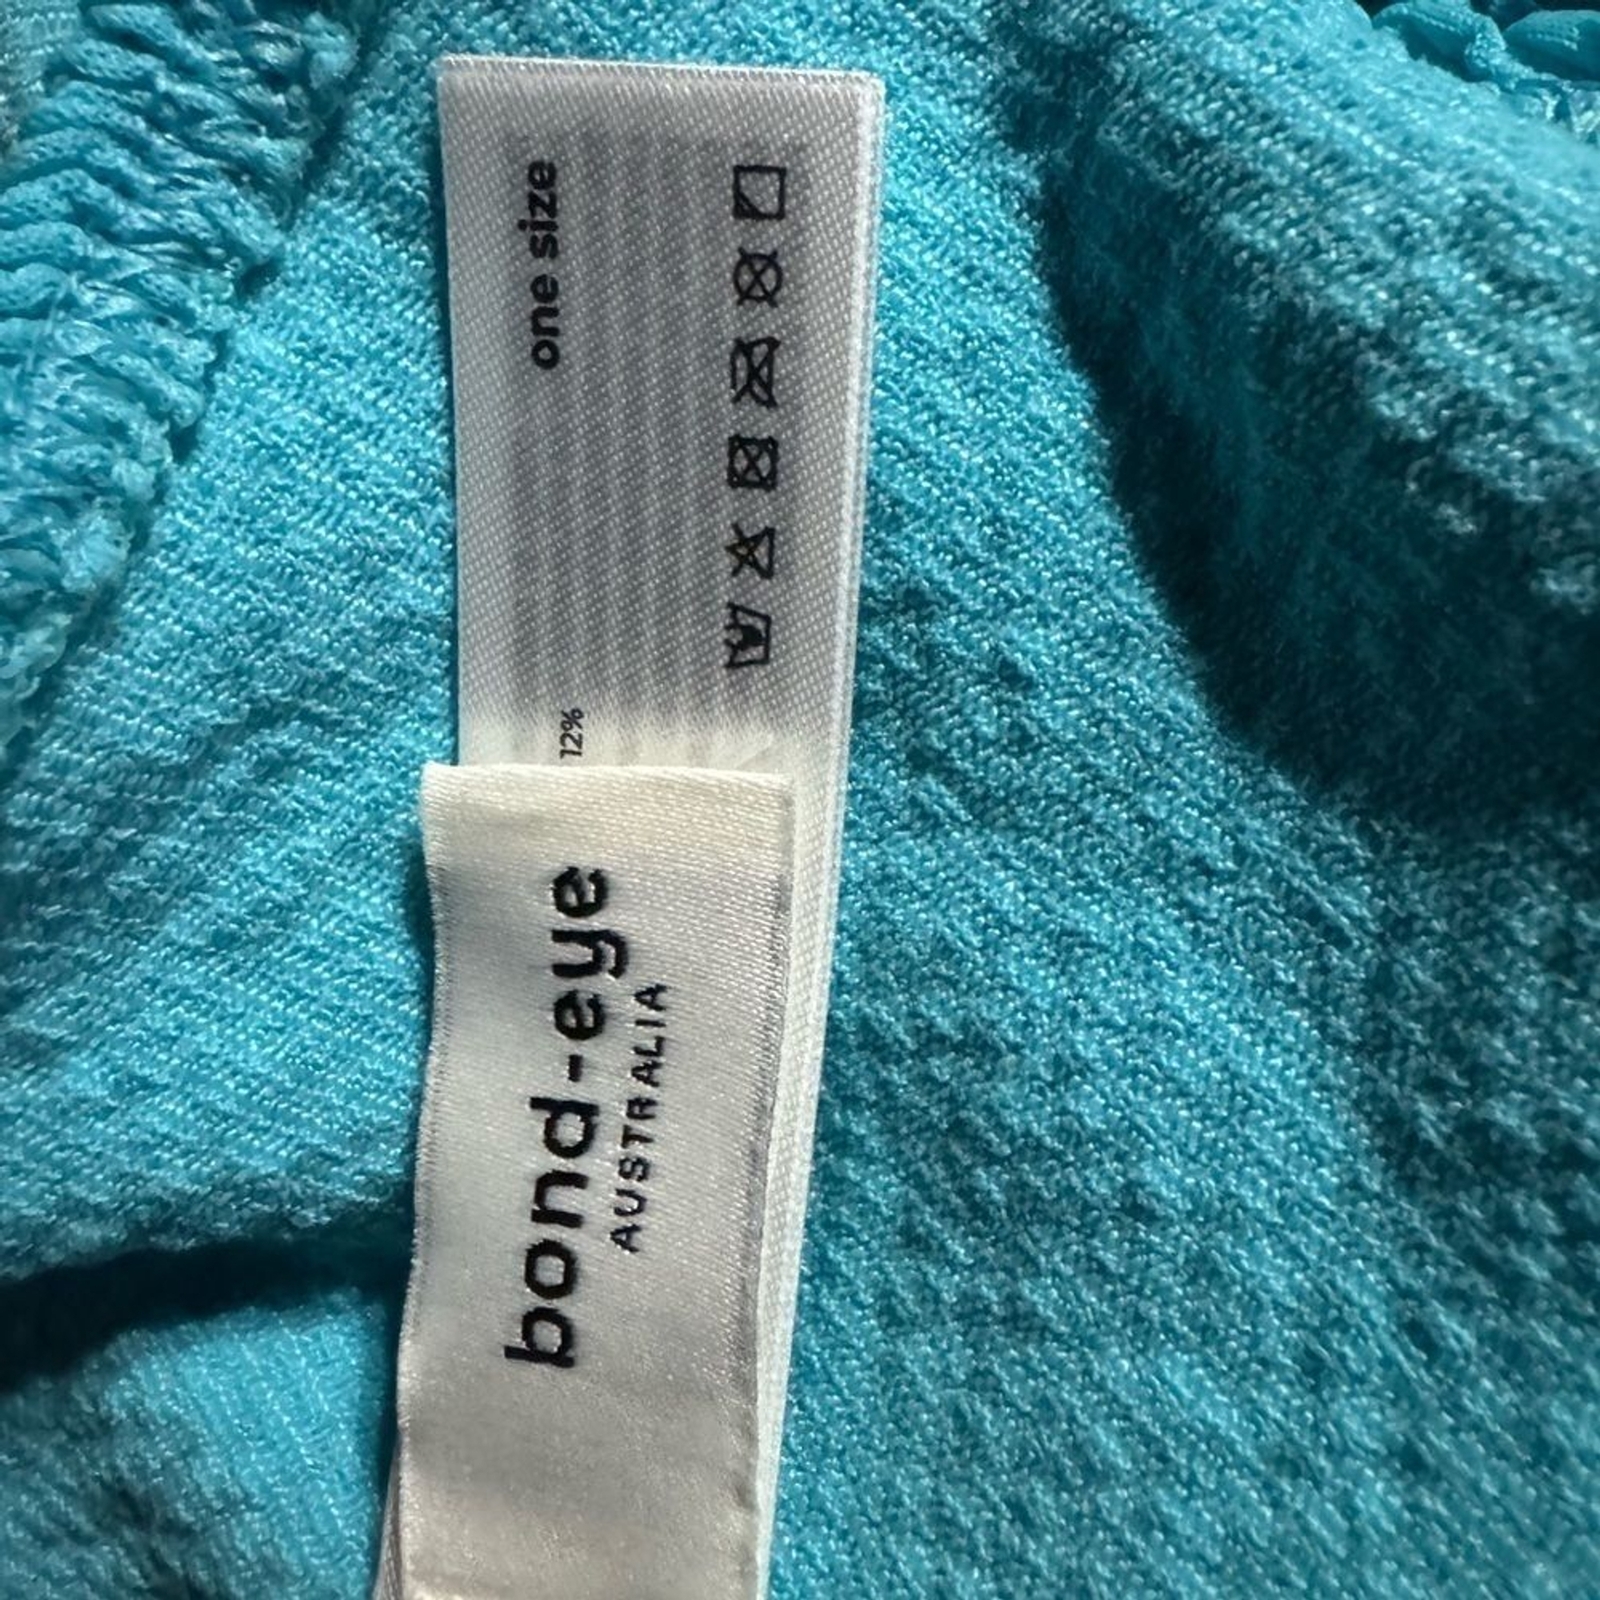 one size
12%
bond-eye
AUSTRALIA